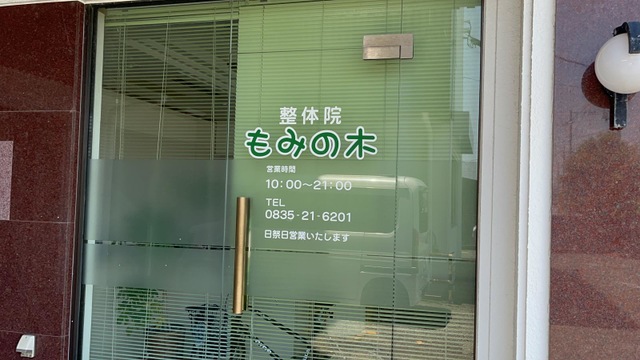 整体院
もみの木
営業時間
10:00～21:00
TEL
0835-21-6201
日祭日営業いたします